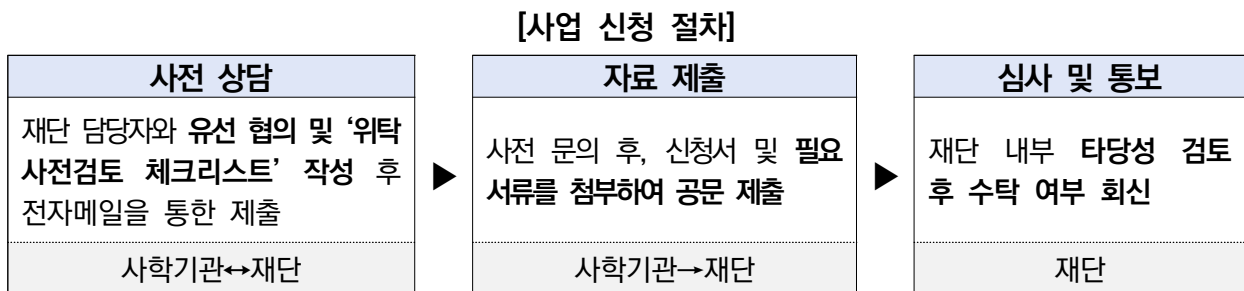 [사업 신청 절차]
사전 상담
재단 담당자와 유선 협의 및 ‘위탁
사전검토 체크리스트’ 작성 후
전자메일을 통한 제출
사학기관↔재단
▶
자료 제출
사전 문의 후, 신청서 및 필요
서류를 첨부하여 공문 제출
사학기관→재단
▶
심사 및 통보
재단 내부 타당성 검토
후 수탁 여부 회신
재단